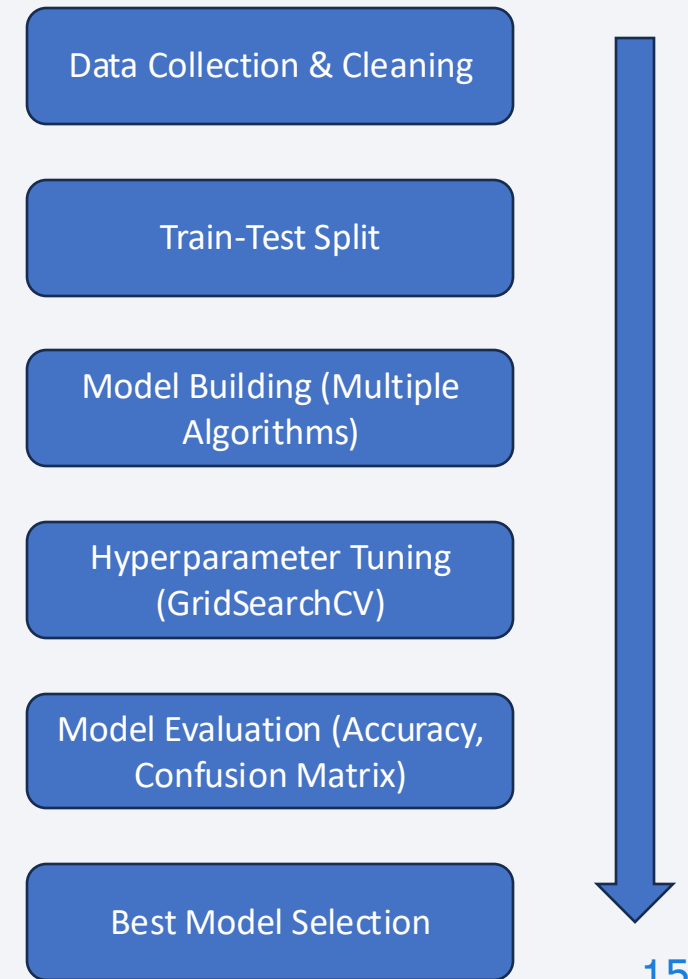 Data Collection & Cleaning
Train-Test Split
Model Building (Multiple
Algorithms)
Hyperparameter Tuning
(GridSearchCV)
Model Evaluation (Accuracy,
Confusion Matrix)
Best Model Selection
15